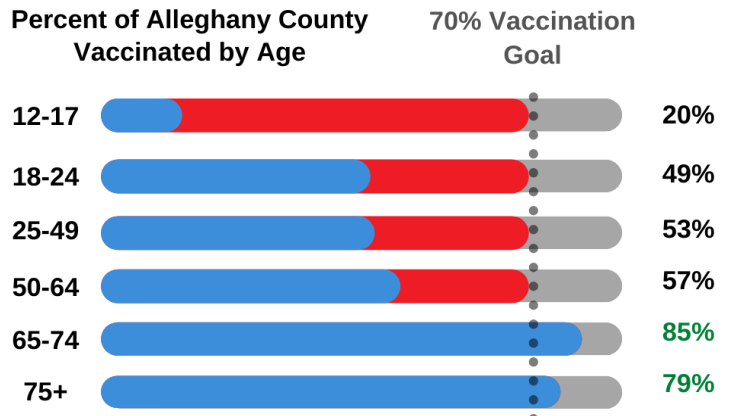 Percent of Alleghany County
Vaccinated by Age
70% Vaccination
Goal
12-17 20%
18-24 49%
25-49 53%
50-64 57%
65-74 85%
75+ 79%